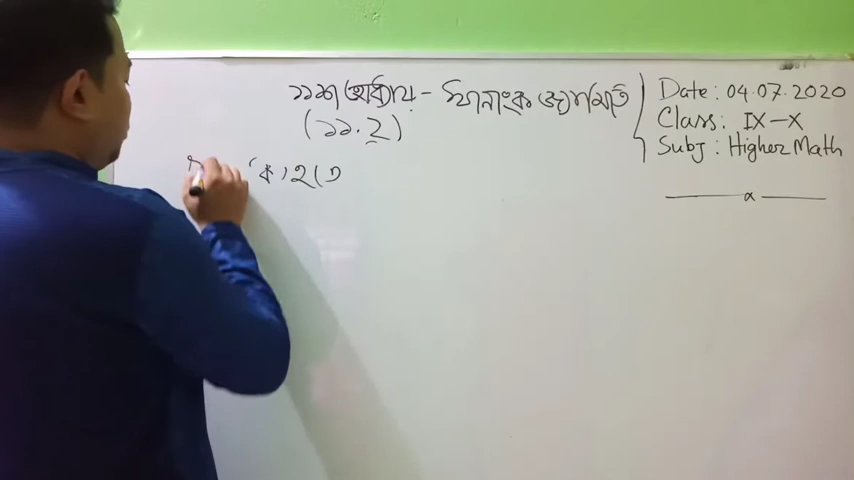 ১১শ অধ্যায় - স্থানাংক জ্যামিতি
(১১.২)
Date: 04.07.2020
Class: IX-X
Subj: Higher Math